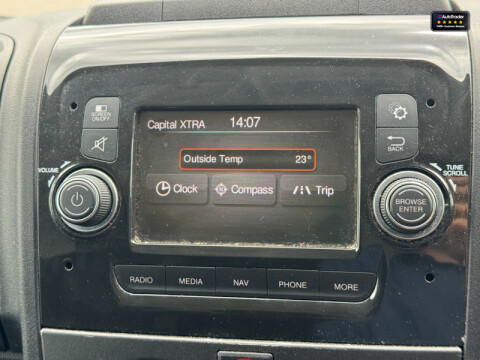 AutoTrader
SCREEN
ON/OFF
Capital XTRA 14:07
BACK
VOLUME
Outside Temp 23°
TUNE
SCROLL
Clock Compass Trip
BROWSE
ENTER
RADIO MEDIA NAV PHONE MORE